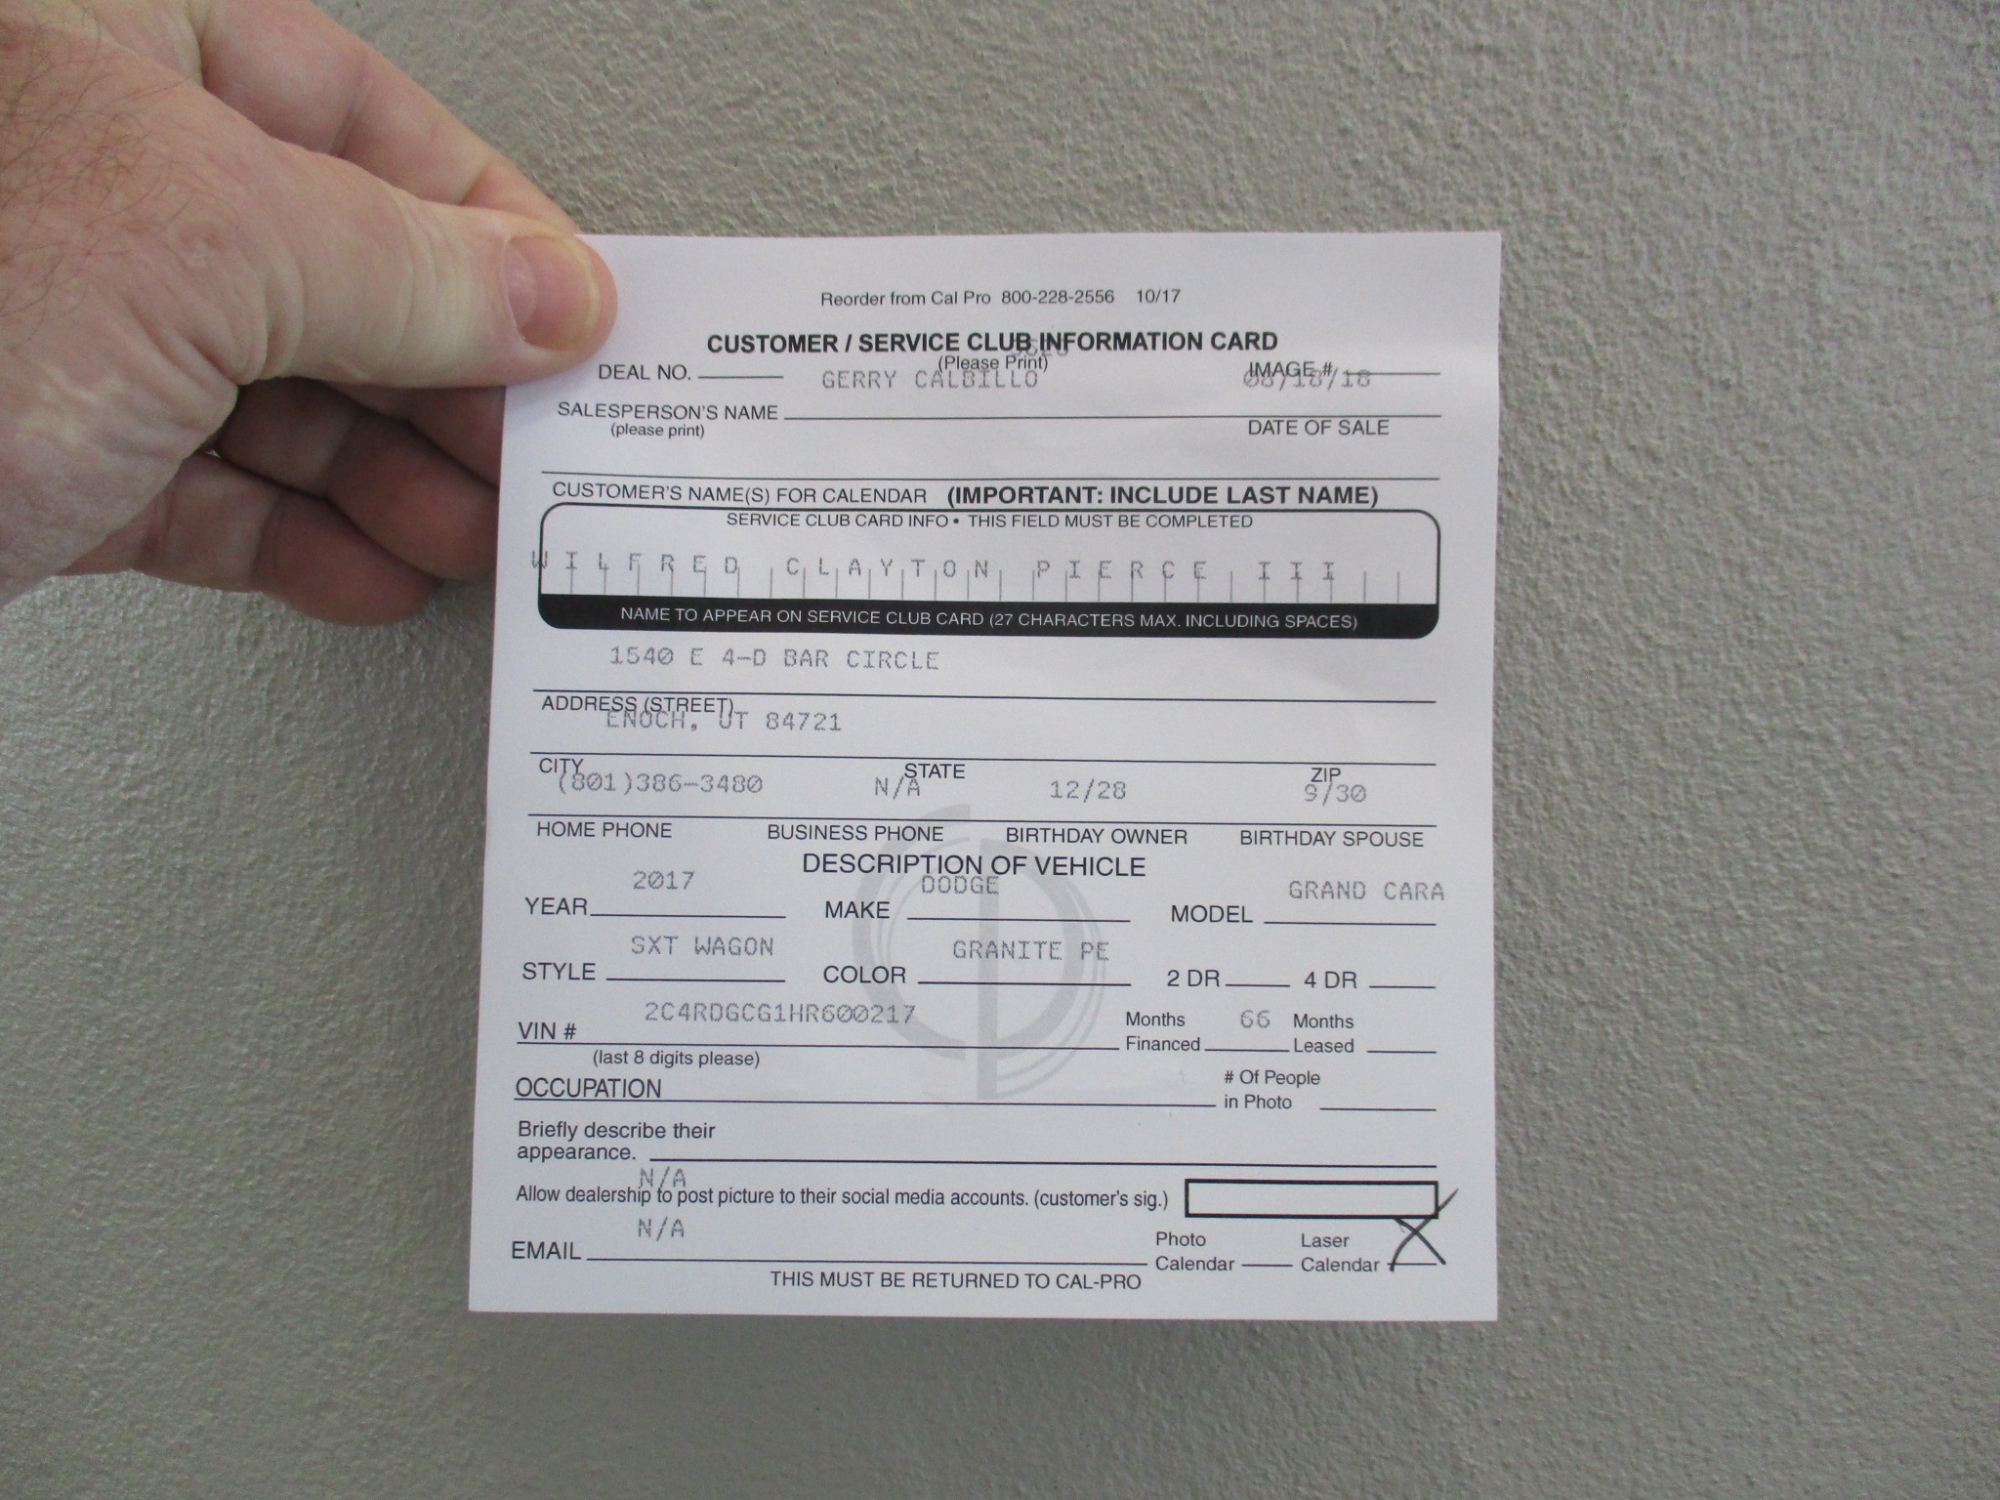 Reorder from Cal Pro 800-228-2556 10/17
CUSTOMER / SERVICE CLUB INFORMATION CARD
(Please Print)
DEAL NO. GERRY CALBILLO IMAGE # 08/18/18
SALESPERSON'S NAME
(please print) DATE OF SALE
CUSTOMER'S NAME(S) FOR CALENDAR (IMPORTANT: INCLUDE LAST NAME)
SERVICE CLUB CARD INFO • THIS FIELD MUST BE COMPLETED
WILFRED CLAYTON PIERCE III
NAME TO APPEAR ON SERVICE CLUB CARD (27 CHARACTERS MAX. INCLUDING SPACES)
1540 E 4-D BAR CIRCLE
ADDRESS (STREET)
ENOCH, UT 84721
CITY STATE ZIP
(801)386-3480 N/A 12/28 9/30
HOME PHONE BUSINESS PHONE BIRTHDAY OWNER BIRTHDAY SPOUSE
DESCRIPTION OF VEHICLE
2017 DODGE GRAND CARA
YEAR MAKE MODEL
SXT WAGON GRANITE PE
STYLE COLOR 2 DR 4 DR
2C4RDGCG1HR600217 Months 66 Months
VIN # Financed Leased
(last 8 digits please)
OCCUPATION # Of People
in Photo
Briefly describe their
appearance.
N/A
Allow dealership to post picture to their social media accounts. (customer's sig.)
N/A Photo Laser X
EMAIL Calendar Calendar
THIS MUST BE RETURNED TO CAL-PRO